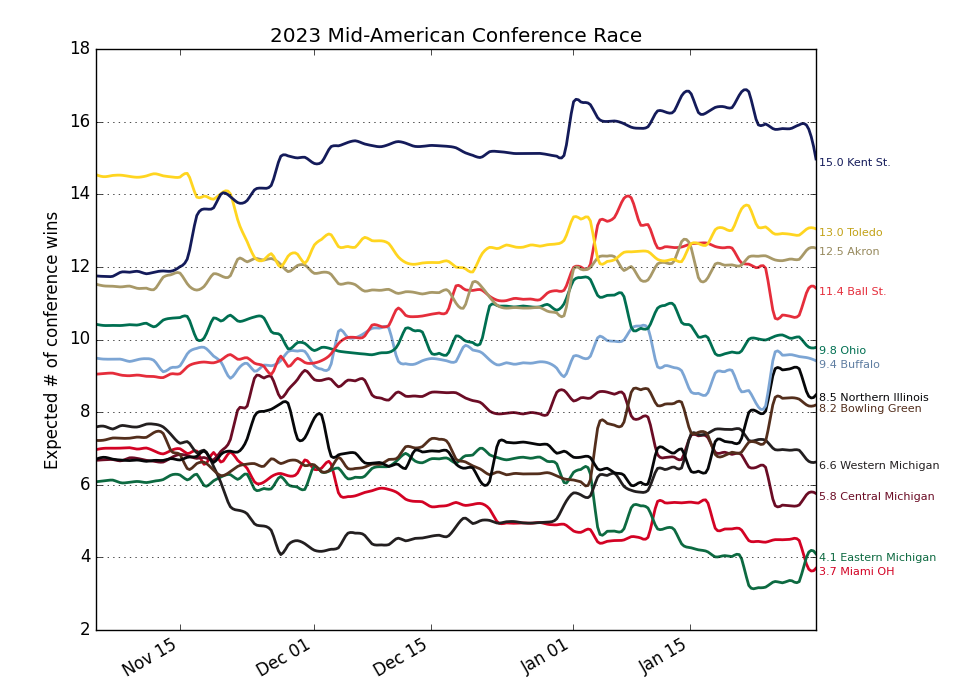 2023 Mid-American Conference Race
Expected # of conference wins
18
16
14
12
10
8
6
4
2
Nov 15
Dec 01
Dec 15
Jan 01
Jan 15
15.0 Kent St.
13.0 Toledo
12.5 Akron
11.4 Ball St.
9.8 Ohio
9.4 Buffalo
8.5 Northern Illinois
8.2 Bowling Green
6.6 Western Michigan
5.8 Central Michigan
4.1 Eastern Michigan
3.7 Miami OH